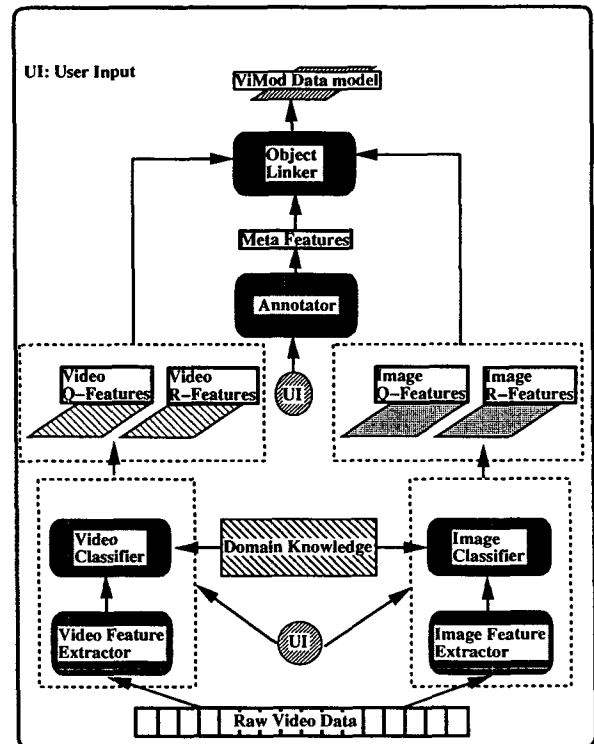 UI: User Input
ViMod Data model
Object
Linker
Meta Features
Annotator
Video
Q-Features
Video
R-Features
UI
Image
Q-Features
Image
R-Features
Video
Classifier
Domain Knowledge
Image
Classifier
Video Feature
Extractor
UI
Image Feature
Extractor
Raw Video Data